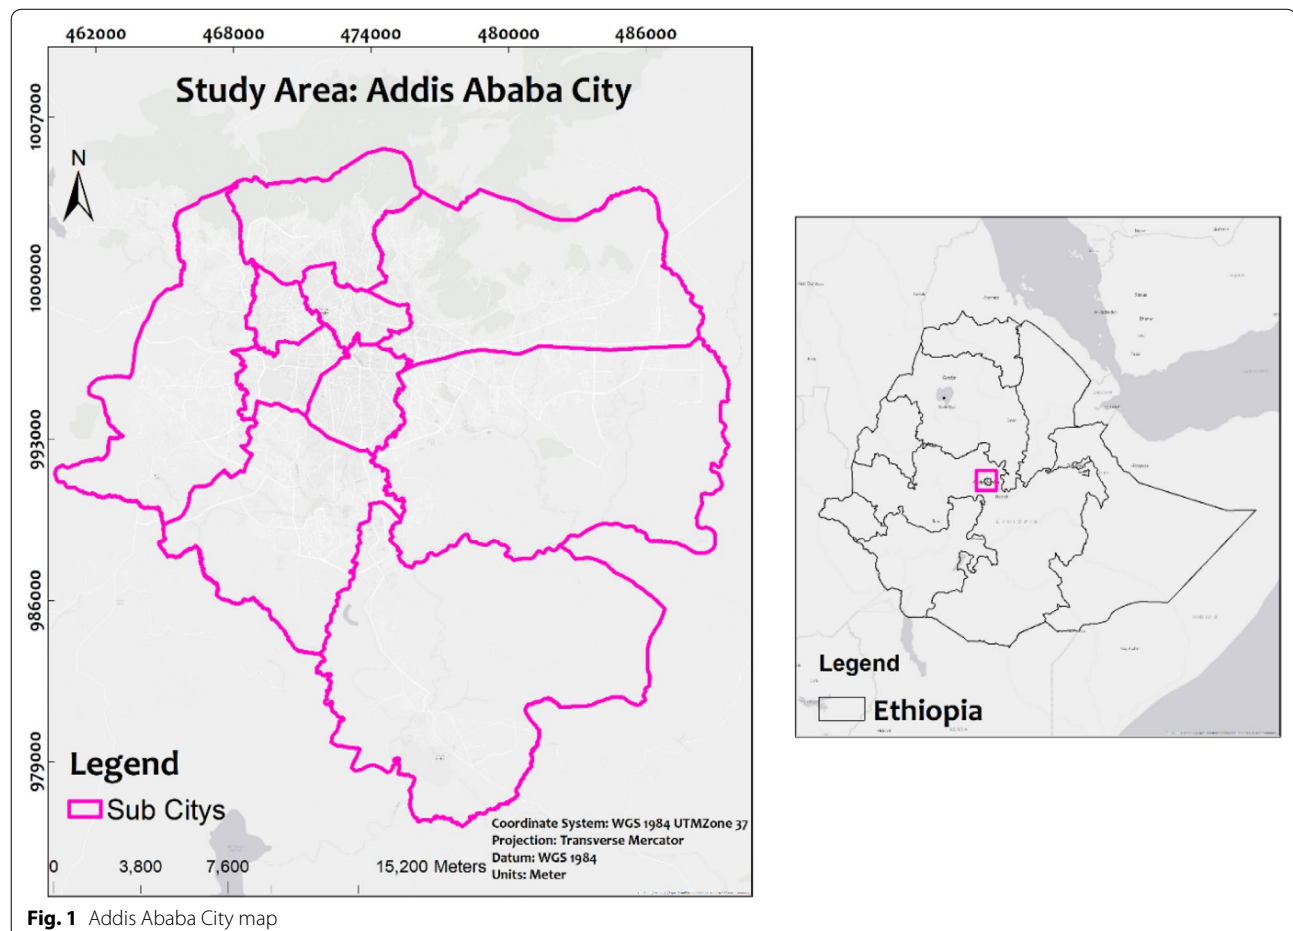 462000 468000 474000 480000 486000
Study Area: Addis Ababa City
1007000
N
1000000
993000
986000
979000
Legend
Sub Citys
Coordinate System: WGS 1984 UTMZone 37
Projection: Transverse Mercator
Datum: WGS 1984
Units: Meter
0 3,800 7,600 15,200 Meters
ETHIOPIA
Legend
Ethiopia
Fig. 1 Addis Ababa City map